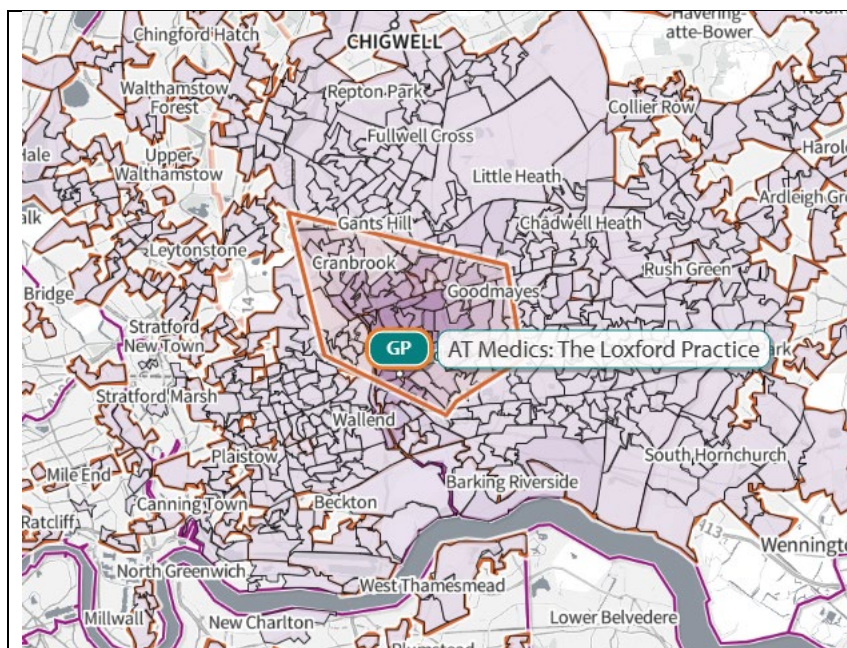 Havering-
atte-Bower
Chingford Hatch
CHIGWELL
Walthamstow
Forest
Repton Park
Collier Row
Fullwell Cross
Upper
Walthamstow
Little Heath
Gants Hill
Chadwell Heath
Leytonstone
Cranbrook
Rush Green
Goodmayes
Bridge
14
Stratford
New Town
GP
AT Medics: The Loxford Practice
Stratford Marsh
Wallend
Plaistow
South Hornchurch
Mile End
Barking Riverside
Canning Town
Beckton
Ratcliff
A13
Wenningt
North Greenwich
West Thamesmead
Millwall
New Charlton
Lower Belvedere